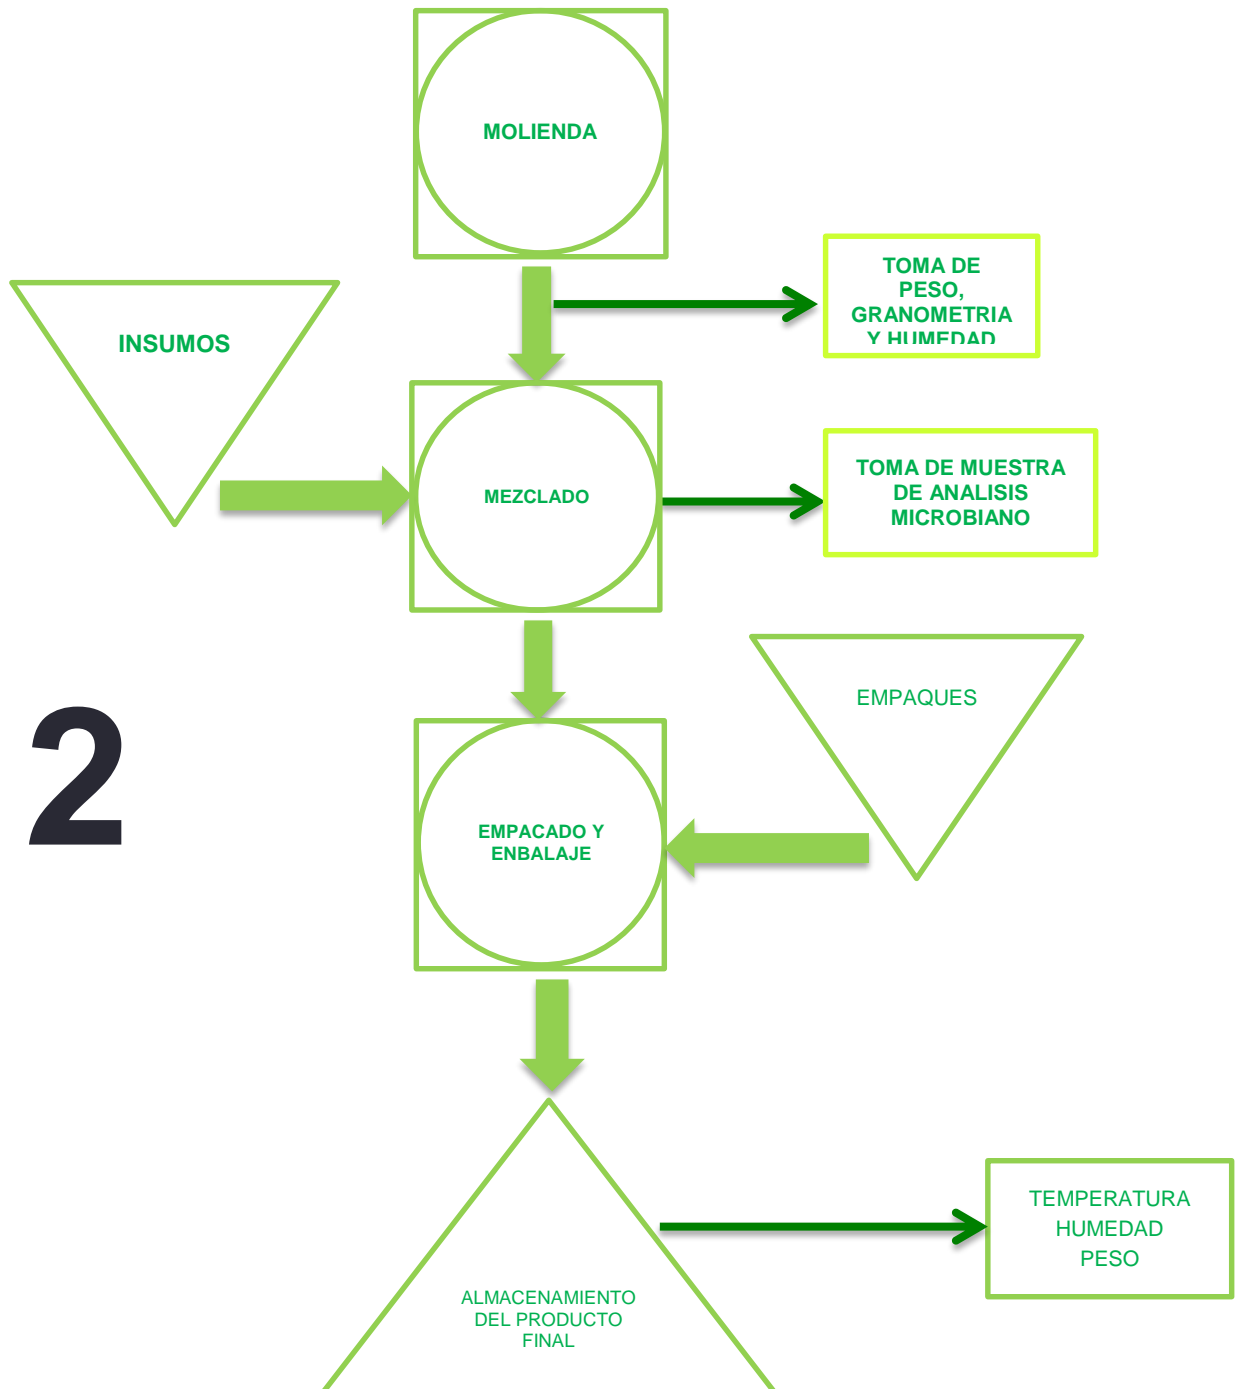 MOLIENDA
TOMA DE
PESO,
GRANOMETRIA
Y HUMEDAD
INSUMOS
MEZCLADO
TOMA DE MUESTRA
DE ANALISIS
MICROBIANO
EMPAQUES
2
EMPACADO Y
ENBALAJE
TEMPERATURA
HUMEDAD
PESO
ALMACENAMIENTO
DEL PRODUCTO
FINAL